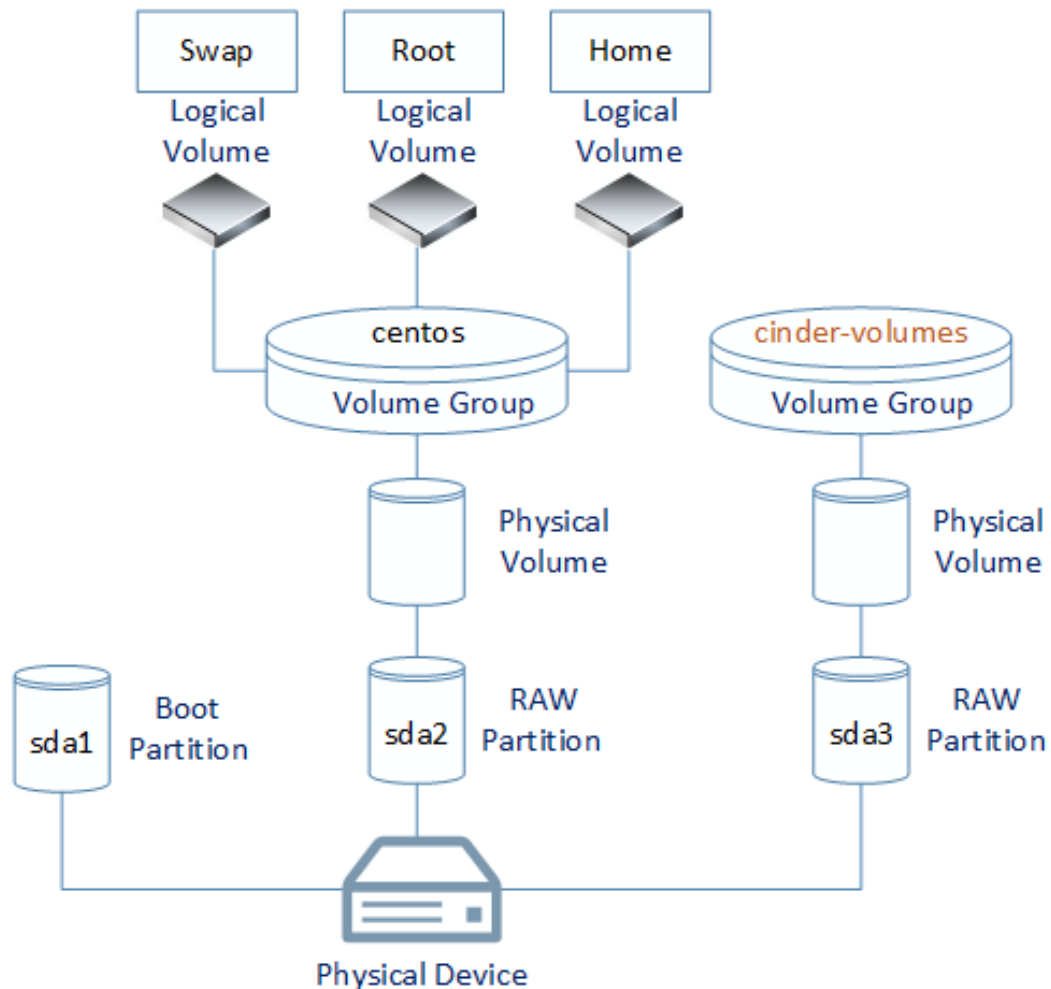 Swap
Root
Home
Logical
Volume
Logical
Volume
Logical
Volume
centos
Volume Group
cinder-volumes
Volume Group
Physical
Volume
Physical
Volume
sda1
Boot
Partition
sda2
RAW
Partition
sda3
RAW
Partition
Physical Device